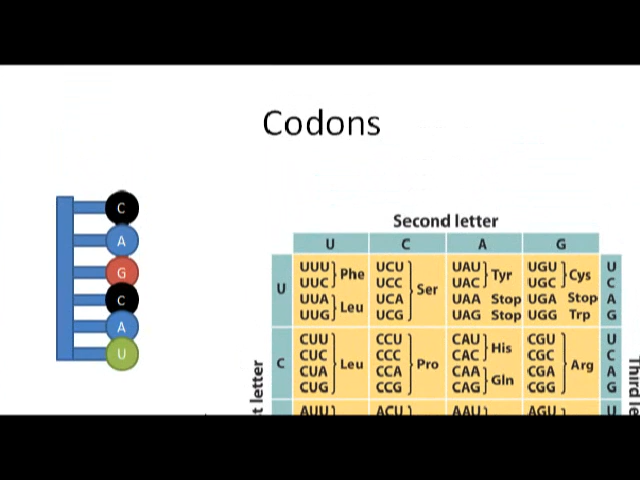 Codons
C
A
G
C
A
U
Second letter
U C A G
U
UUU UUC Phe
UUA UUG Leu
UCU UCC UCA UCG Ser
UAU UAC Tyr
UAA Stop
UAG Stop
UGU UGC Cys
UGA Stop
UGG Trp
U
C
A
G
C
CUU CUC CUA CUG Leu
CCU CCC CCA CCG Pro
CAU CAC His
CAA CAG Gln
CGU CGC CGA CGG Arg
U
C
A
G
AUU ACU AAU AGU U
letter
Third le